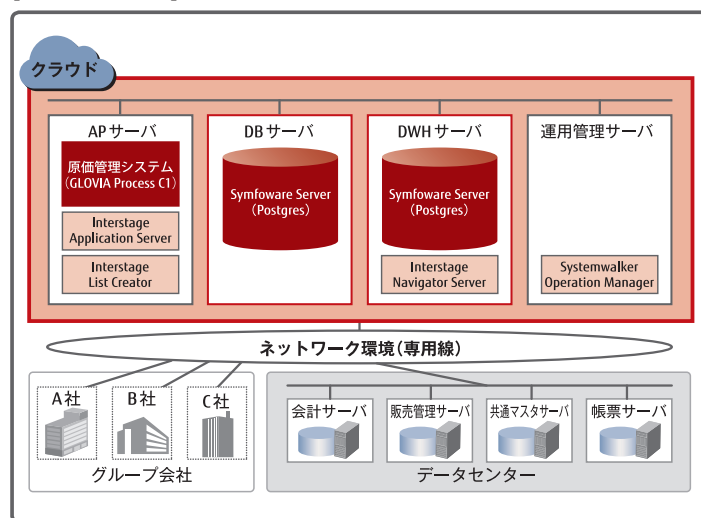 クラウド
APサーバ
原価管理システム
(GLOVIA Process C1)
Interstage
Application Server
Interstage
List Creator
DBサーバ
Symfoware Server
(Postgres)
DWHサーバ
Symfoware Server
(Postgres)
Interstage
Navigator Server
運用管理サーバ
Systemwalker
Operation Manager
ネットワーク環境(専用線)
A社
B社
C社
グループ会社
会計サーバ
販売管理サーバ
共通マスタサーバ
帳票サーバ
データセンター